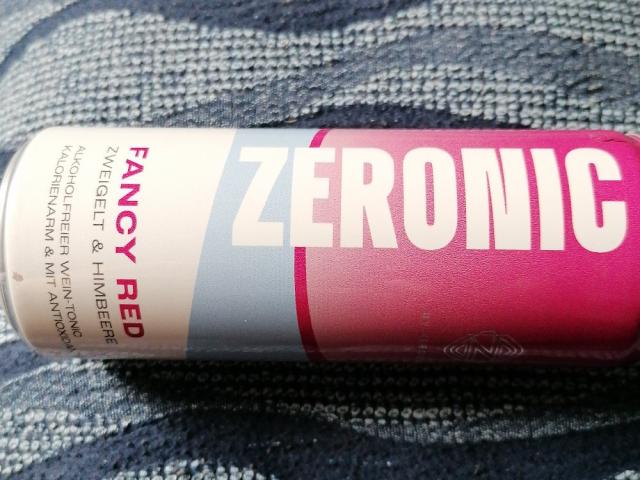 ZERONIC
FANCY RED
ZWEIGELT & HIMBEERE
ALKOHOLFREIER WEIN-TONIC
KALORIENARM & MIT